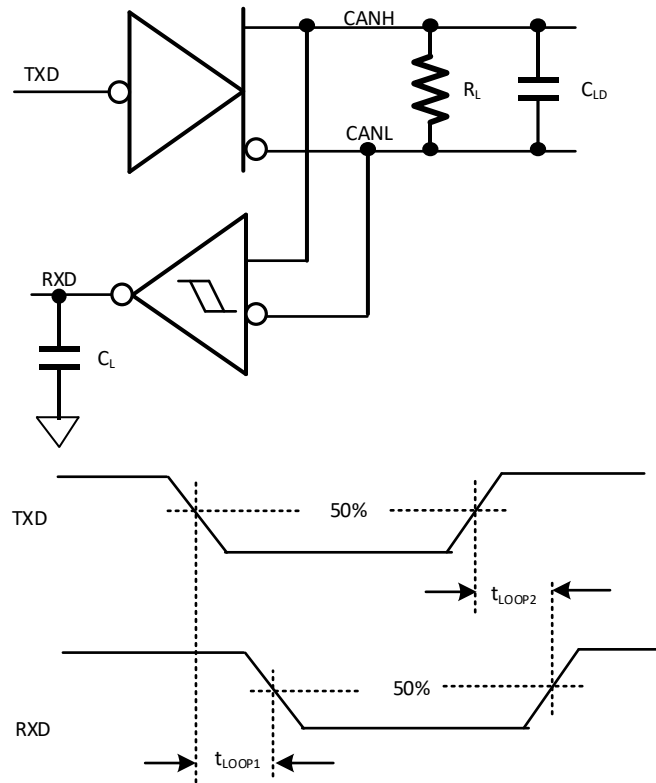 CANH
TXD
R_L
C_LD
CANL
RXD
C_L
TXD
50%
t_LOOP2
50%
RXD
t_LOOP1